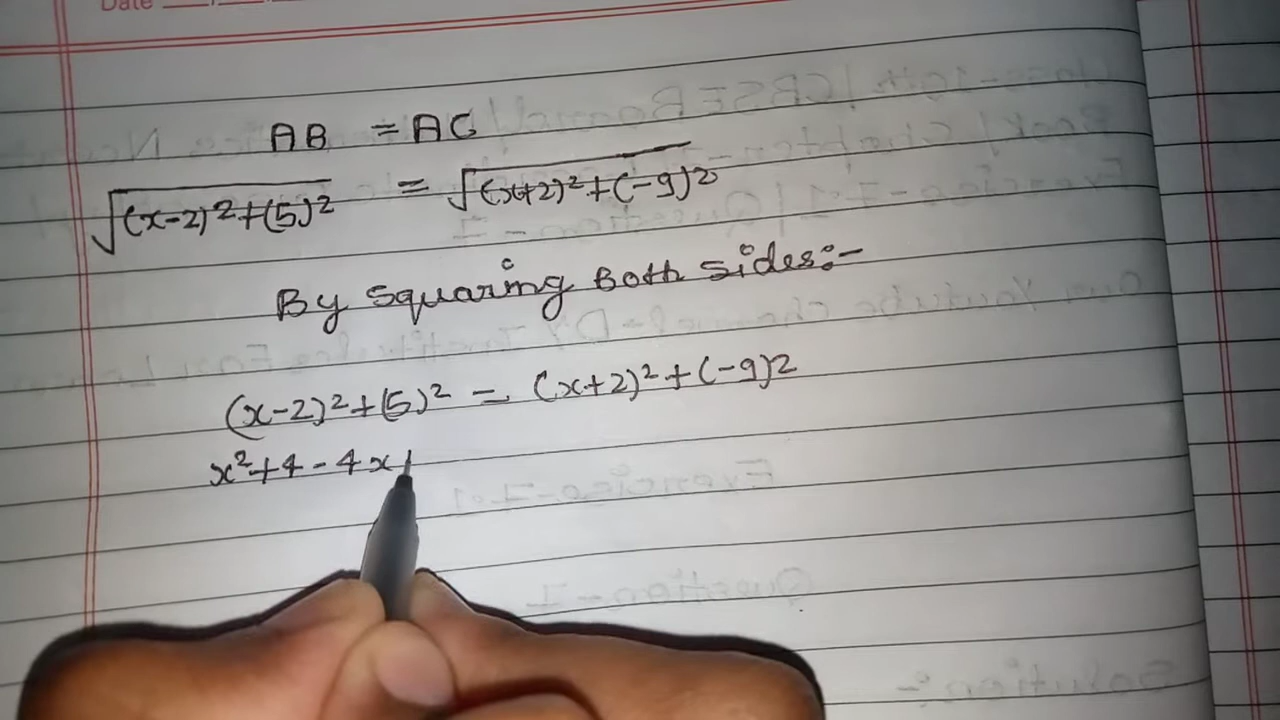 Date
AB = AC
√(x-2)²+(5)² = √(x+2)²+(-9)²
By Squaring Both sides:-
(x-2)²+(5)² = (x+2)²+(-9)²
x²+4-4x+